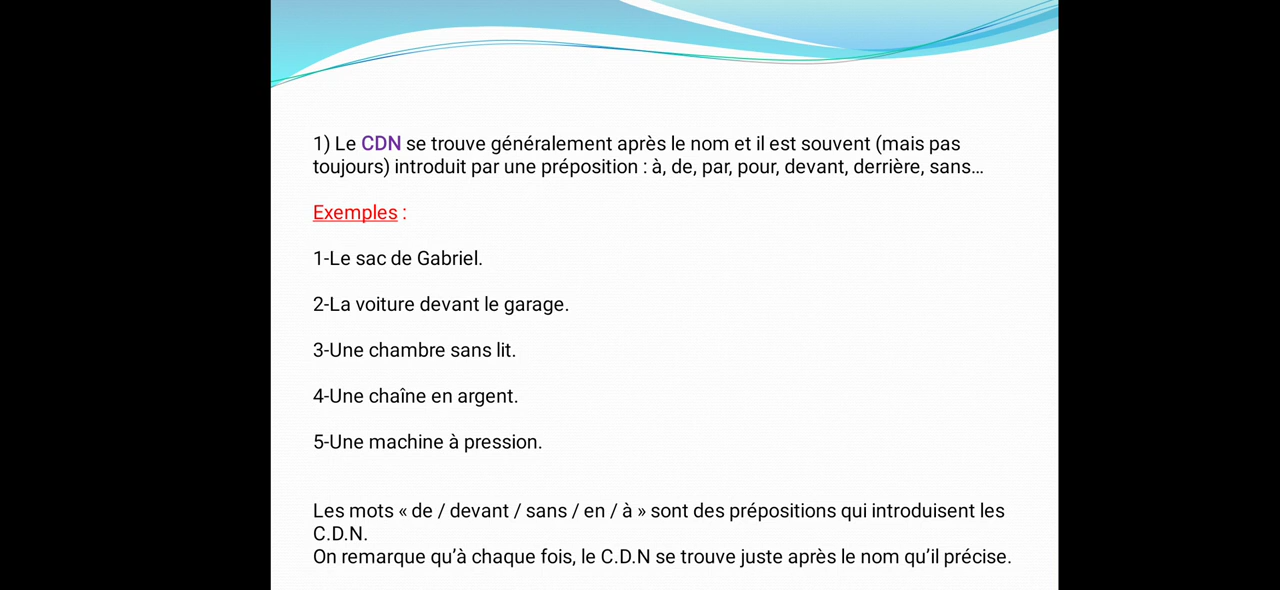 1) Le CDN se trouve généralement après le nom et il est souvent (mais pas
toujours) introduit par une préposition : à, de, par, pour, devant, derrière, sans…
Exemples :
1-Le sac de Gabriel.
2-La voiture devant le garage.
3-Une chambre sans lit.
4-Une chaîne en argent.
5-Une machine à pression.
Les mots « de / devant / sans / en / à » sont des prépositions qui introduisent les
C.D.N.
On remarque qu’à chaque fois, le C.D.N se trouve juste après le nom qu’il précise.